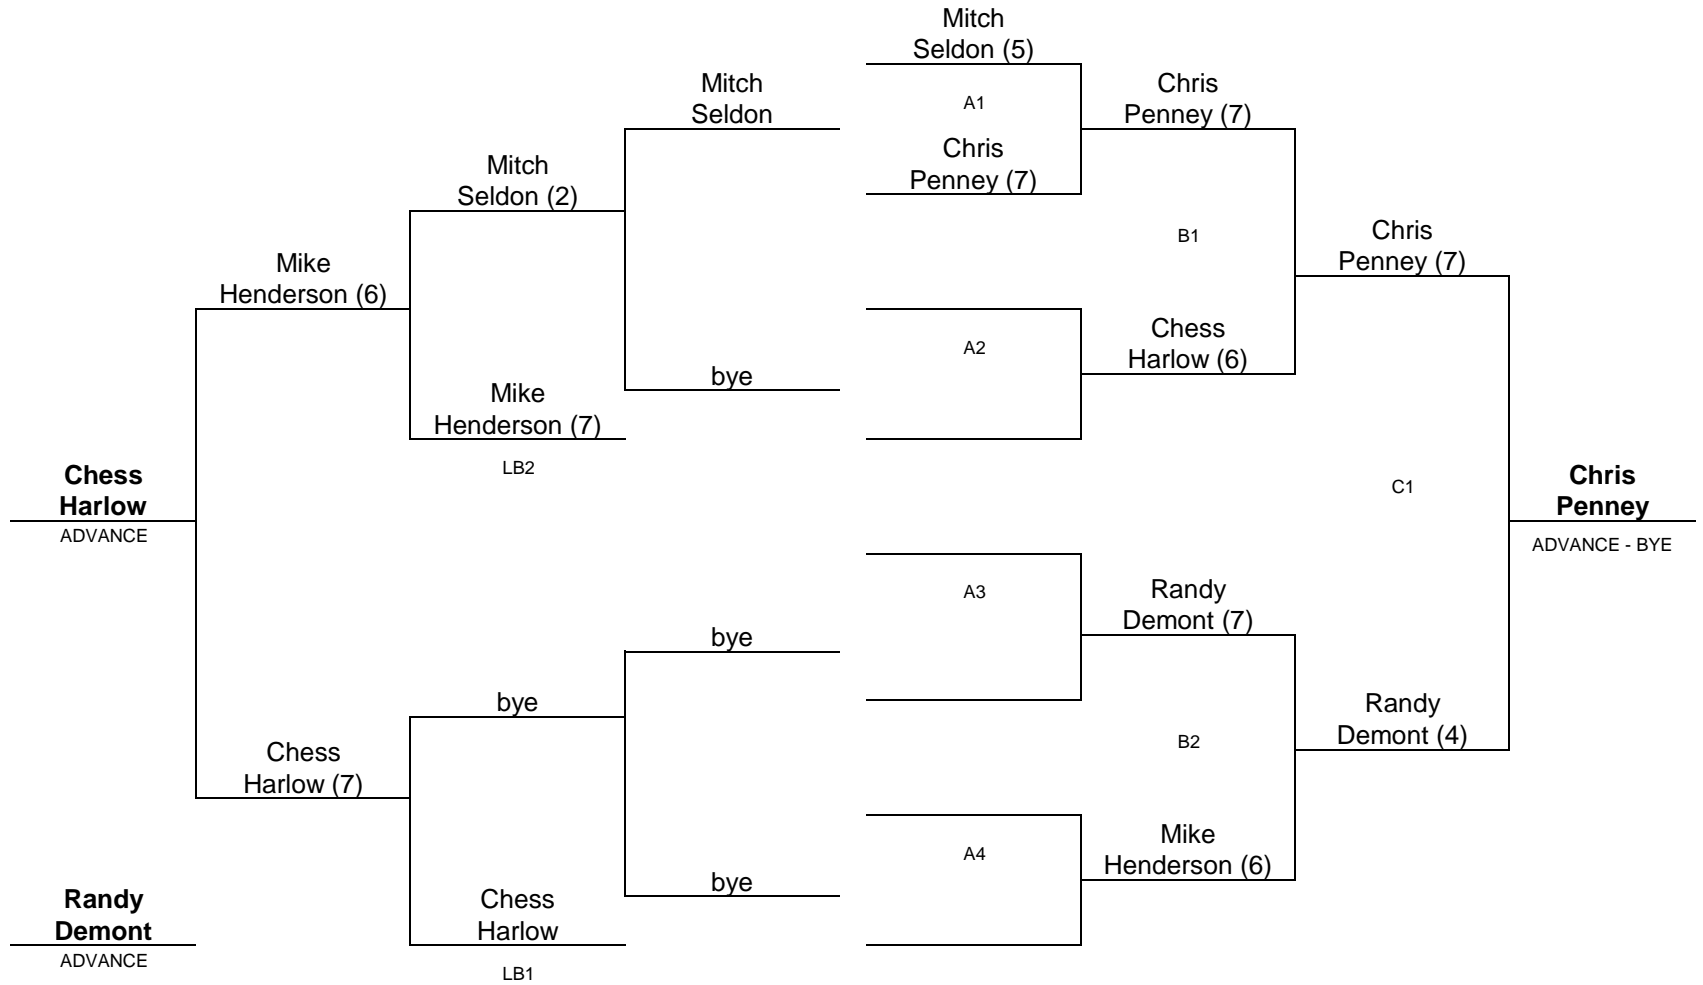 Mitch
Seldon (5)
Mitch
Seldon
A1
Chris
Penney (7)
Chris
Penney (7)
Mitch
Seldon (2)
B1
Chris
Penney (7)
Mike
Henderson (6)
A2
Chess
Harlow (6)
bye
Mike
Henderson (7)
LB2
Chess
Harlow
ADVANCE
C1
Chris
Penney
ADVANCE - BYE
A3
Randy
Demont (7)
bye
bye
Chess
Harlow (7)
B2
Randy
Demont (4)
A4
Mike
Henderson (6)
bye
Chess
Harlow
LB1
Randy
Demont
ADVANCE